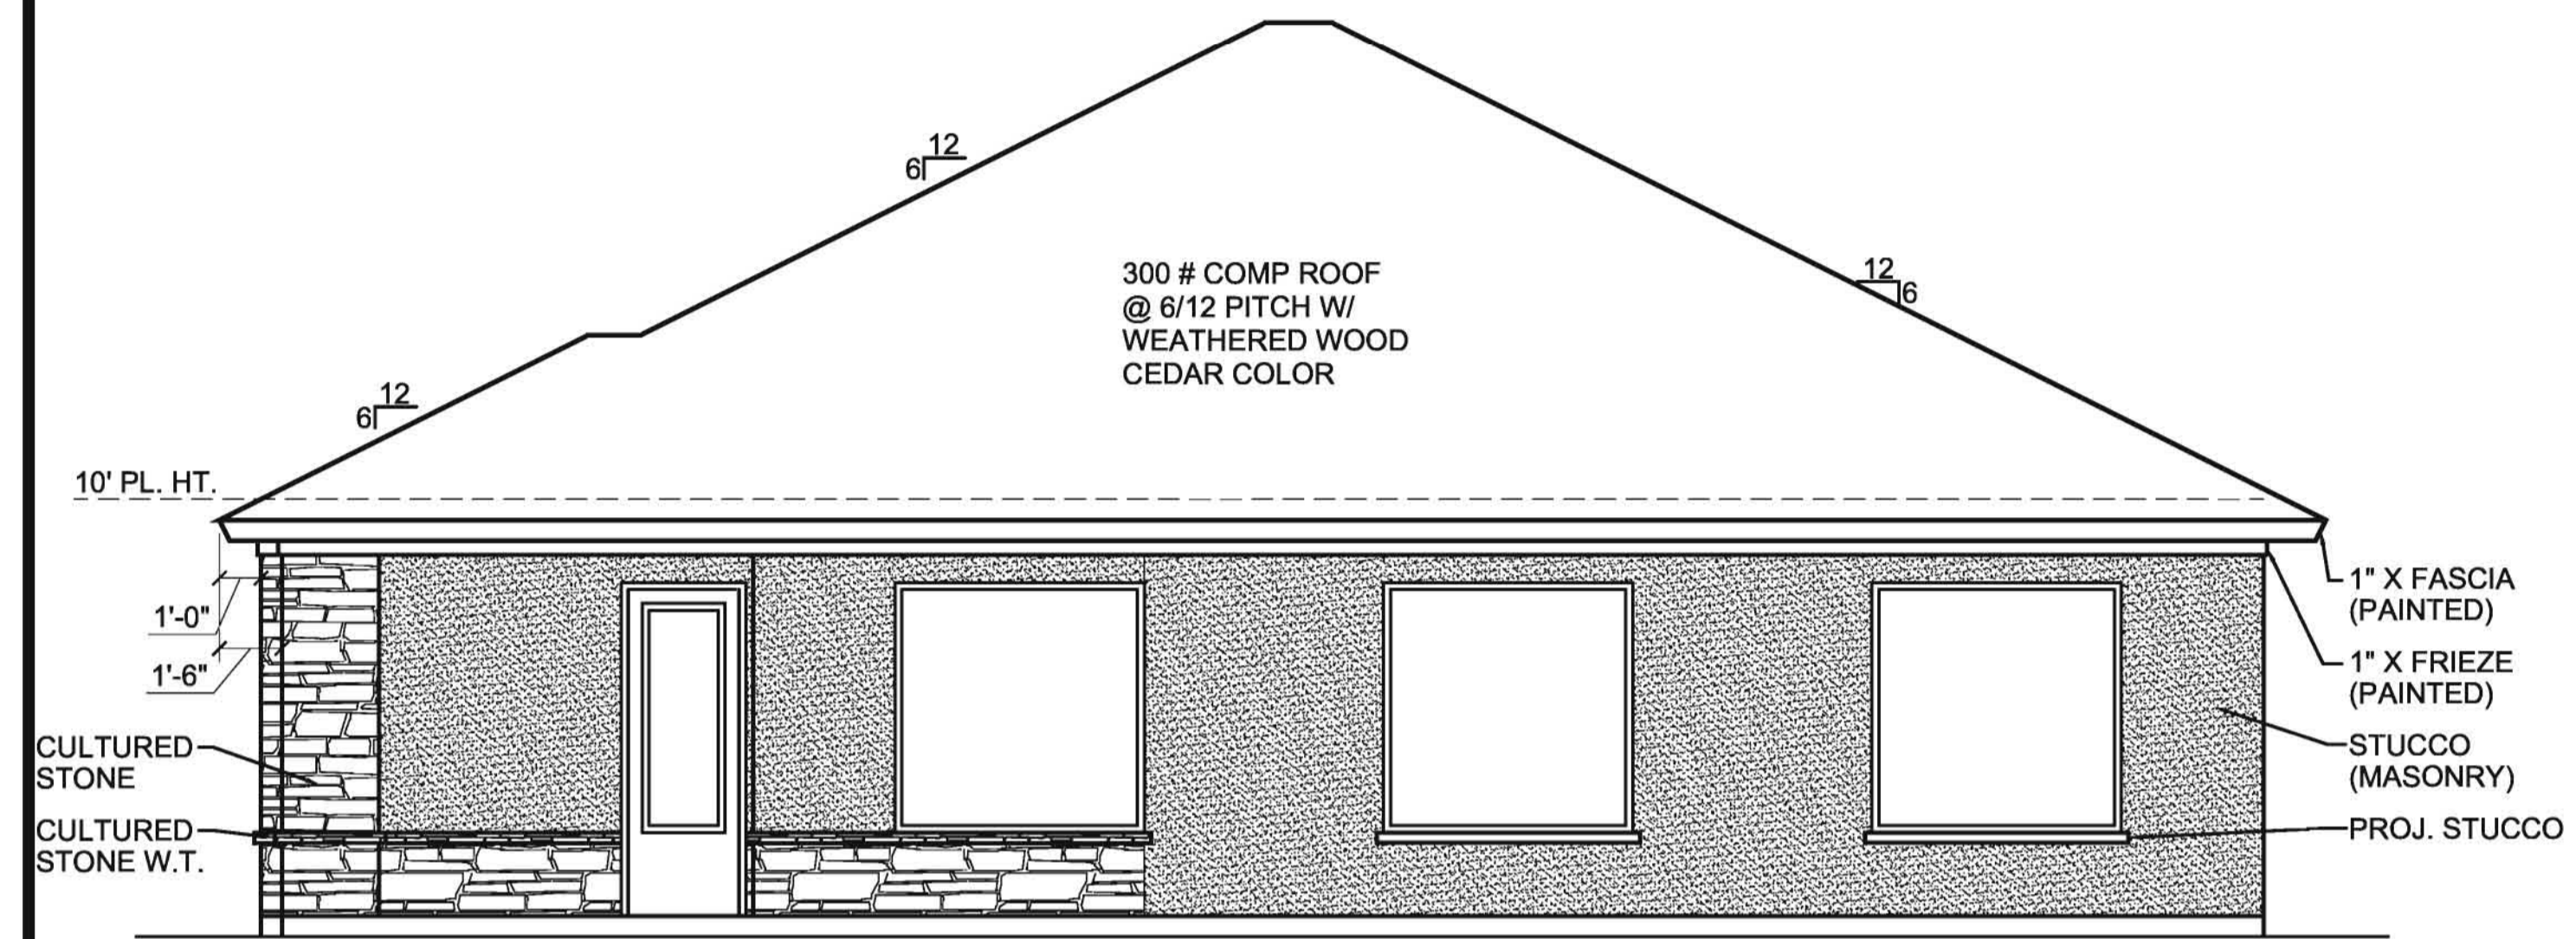 12
6
300 # COMP ROOF
@ 6/12 PITCH W/
WEATHERED WOOD
CEDAR COLOR
12
6
12
6
10' PL. HT.
1'-0"
1'-6"
CULTURED
STONE
CULTURED
STONE W.T.
1" X FASCIA
(PAINTED)
1" X FRIEZE
(PAINTED)
STUCCO
(MASONRY)
PROJ. STUCCO